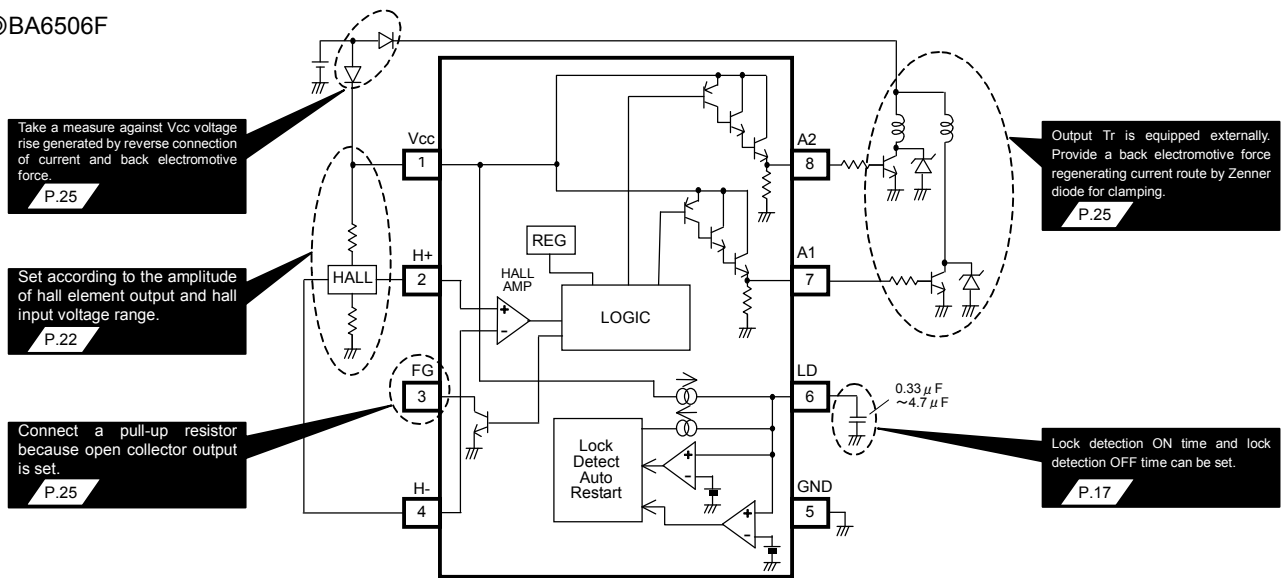 ◎BA6506F
Take a measure against Vcc voltage
rise generated by reverse connection
of current and back electromotive
force.
P.25
Set according to the amplitude
of hall element output and hall
input voltage range.
P.22
Connect a pull-up resistor
because open collector output
is set.
P.25
HALL
Vcc
1
H+
2
FG
3
H-
4
REG
HALL
AMP
+
-
LOGIC
Lock
Detect
Auto
Restart
+
-
+
-
A2
8
A1
7
LD
6
GND
5
0.33 μF
~4.7 μF
Output Tr is equipped externally.
Provide a back electromotive force
regenerating current route by Zenner
diode for clamping.
P.25
Lock detection ON time and lock
detection OFF time can be set.
P.17